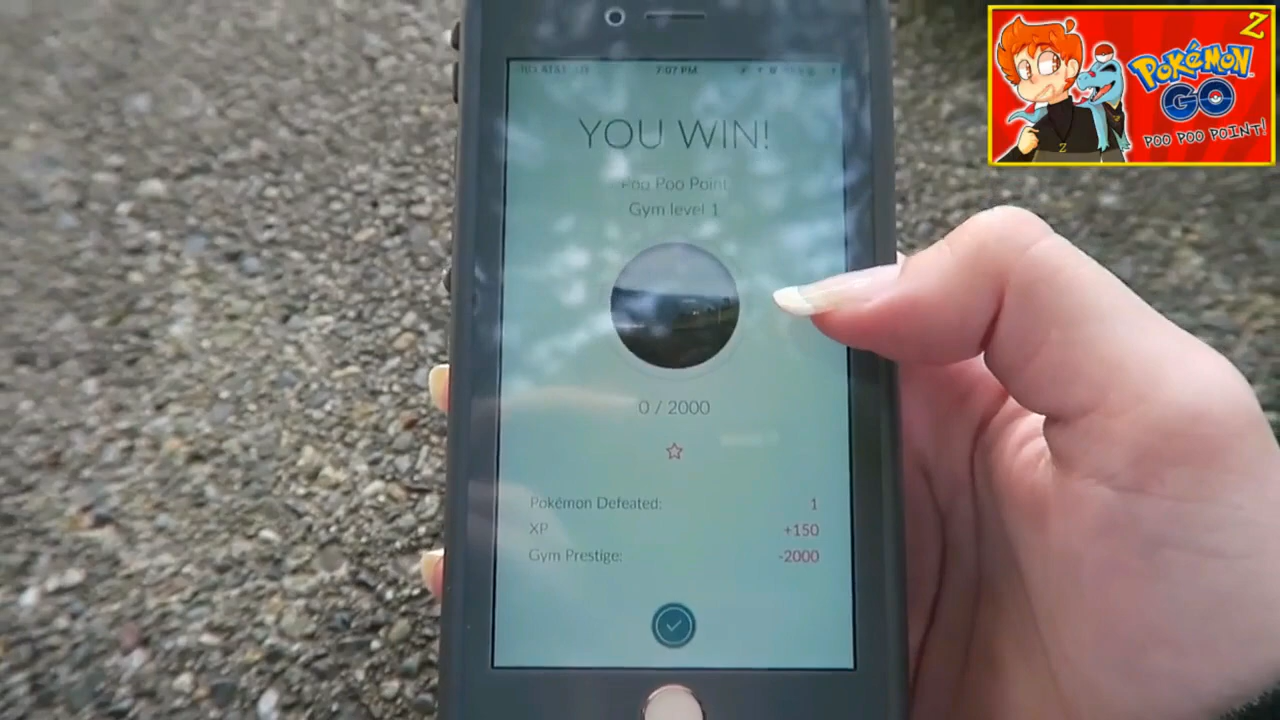 AT&T
7:07 PM
YOU WIN!
Poo Poo Point
Gym level 1
0 / 2000
Pokémon Defeated: 1
XP +150
Gym Prestige: -2000
Z
POKéMON
GO
POO POO POINT!
Z